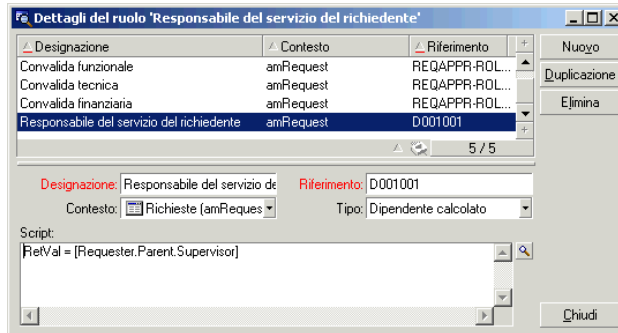 Dettagli del ruolo 'Responsabile del servizio del richiedente'
Designazione Contesto Riferimento
Convalida funzionale amRequest REQAPPR-ROL...
Convalida tecnica amRequest REQAPPR-ROL...
Convalida finanziaria amRequest REQAPPR-ROL...
Responsabile del servizio del richiedente amRequest D001001
5 / 5
Nuovo
Duplicazione
Elimina
Designazione: Responsabile del servizio de Riferimento: D001001
Contesto: Richieste (amReques Tipo: Dipendente calcolato
Script:
RetVal = [Requester.Parent.Supervisor]
Chiudi